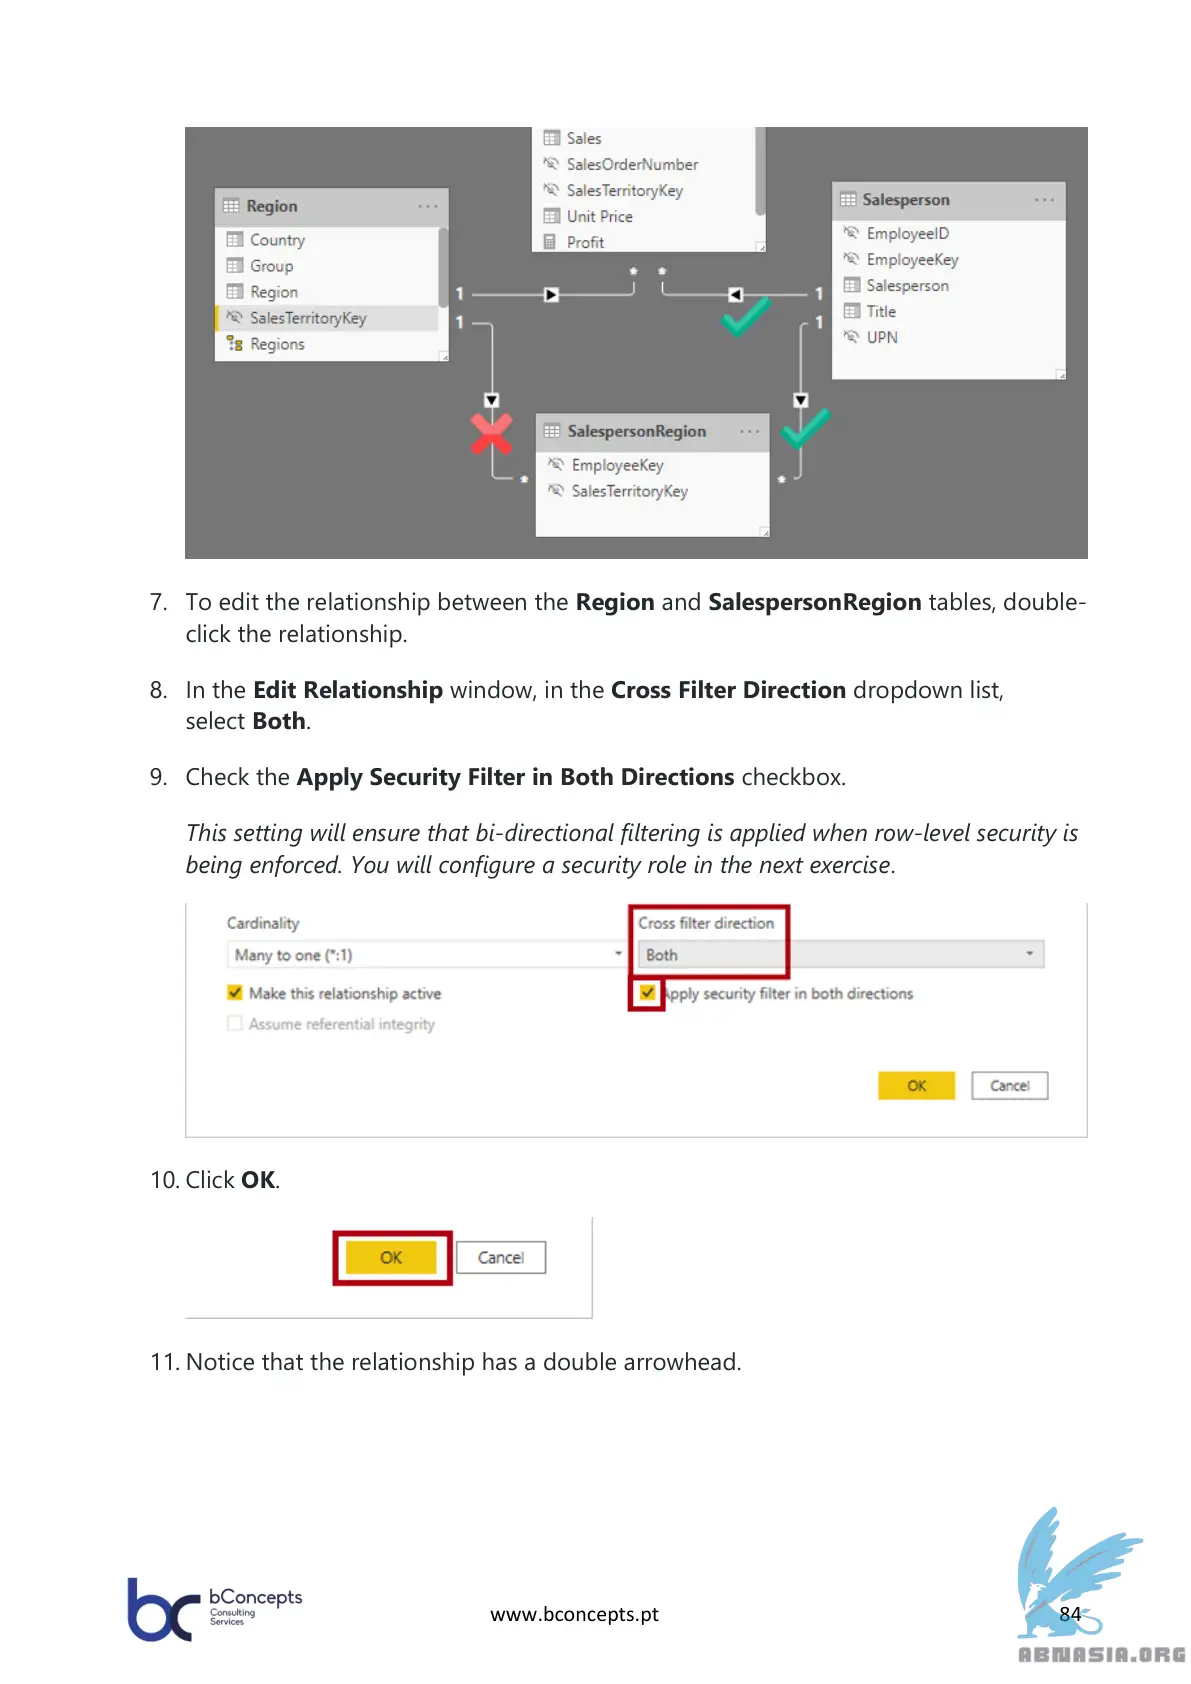 Sales
SalesOrderNumber
SalesTerritoryKey
Unit Price
Profit
Region
Country
Group
Region
SalesTerritoryKey
Regions
Salesperson
EmployeeID
EmployeeKey
Salesperson
Title
UPN
1
1
* *
1
1
SalespersonRegion
EmployeeKey
SalesTerritoryKey
*
*
7. To edit the relationship between the Region and SalespersonRegion tables, double-
click the relationship.
8. In the Edit Relationship window, in the Cross Filter Direction dropdown list,
select Both.
9. Check the Apply Security Filter in Both Directions checkbox.
This setting will ensure that bi-directional filtering is applied when row-level security is
being enforced. You will configure a security role in the next exercise.
Cardinality
Many to one (*:1)
Make this relationship active
Assume referential integrity
Cross filter direction
Both
Apply security filter in both directions
OK Cancel
10. Click OK.
OK Cancel
11. Notice that the relationship has a double arrowhead.
bc bConcepts
Consulting
Services
www.bconcepts.pt
84
ABNASIA.ORG